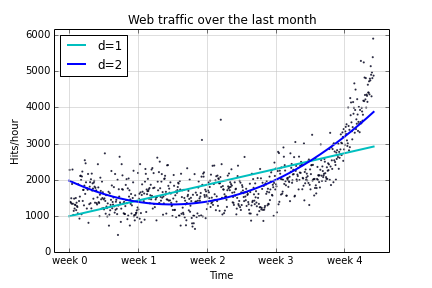 Web traffic over the last month
d=1
d=2
6000
5000
4000
3000
2000
1000
0
Hits/hour
week 0 week 1 week 2 week 3 week 4
Time